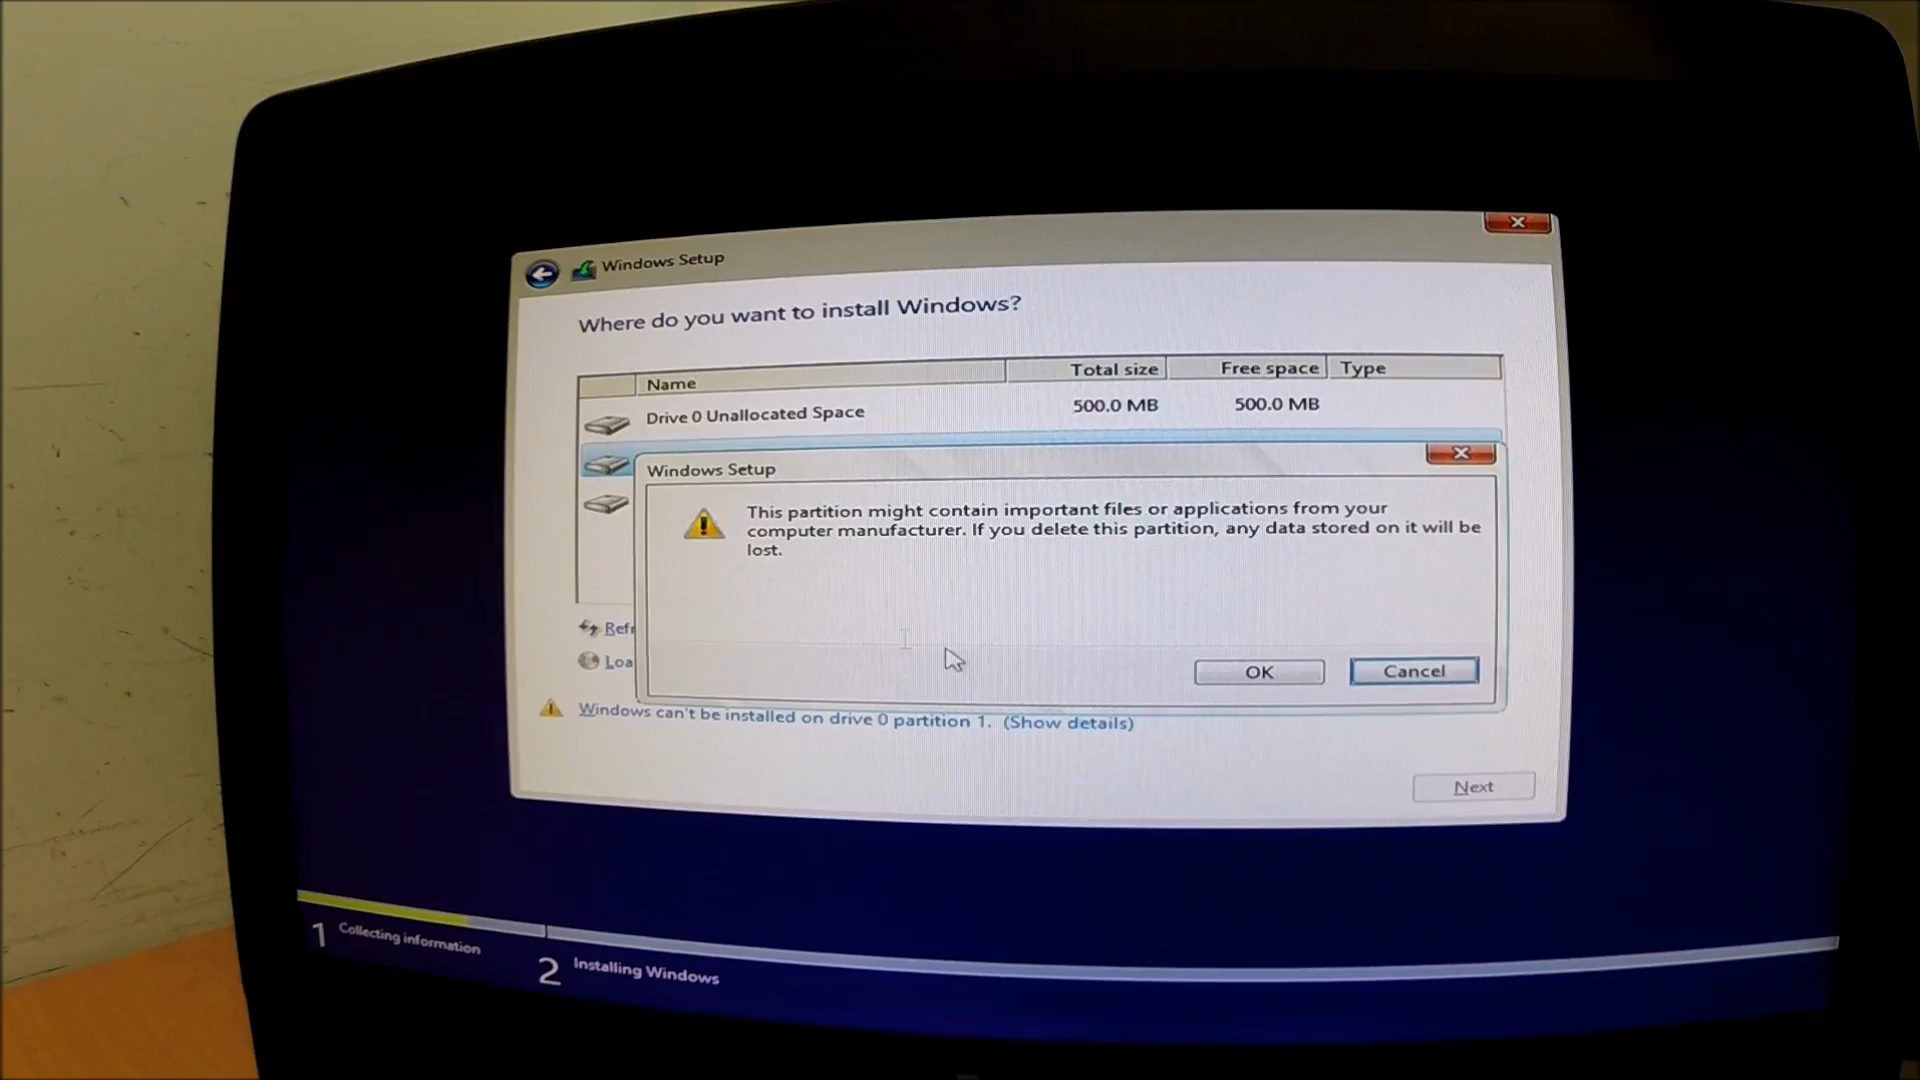 Windows Setup
Where do you want to install Windows?
Name Total size Free space Type
Drive 0 Unallocated Space 500.0 MB 500.0 MB
Windows Setup
This partition might contain important files or applications from your
computer manufacturer. If you delete this partition, any data stored on it will be
lost.
Refr
Loa
OK Cancel
Windows can't be installed on drive 0 partition 1. (Show details)
Next
1 Collecting information
2 Installing Windows